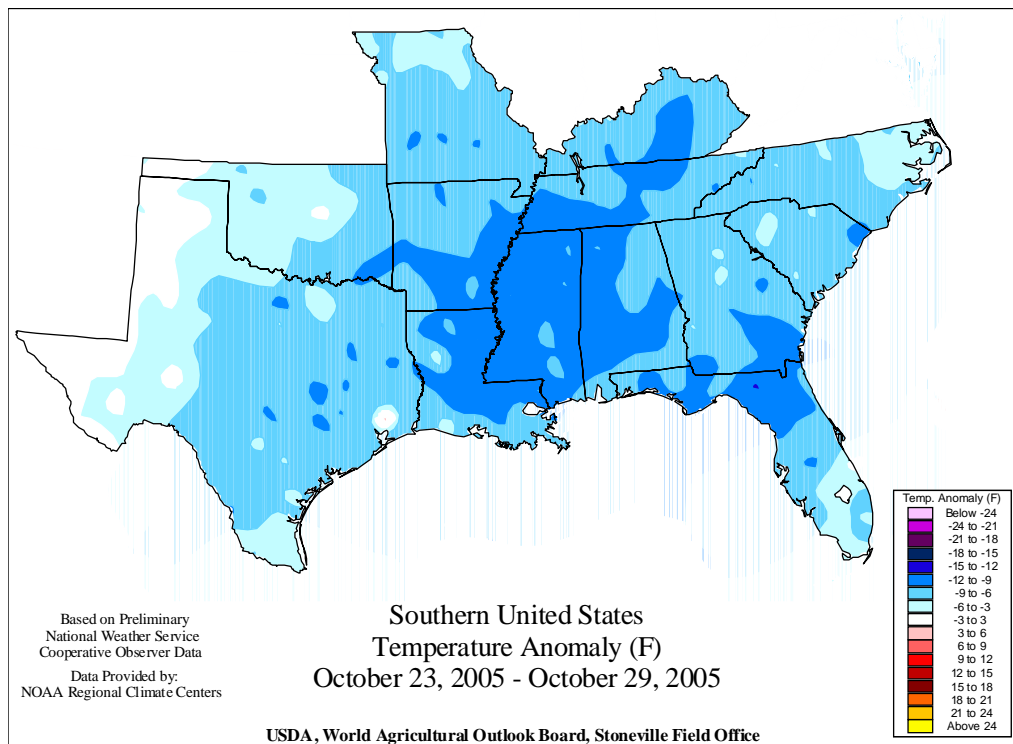 Temp. Anomaly (F)
Below -24
-24 to -21
-21 to -18
-18 to -15
-15 to -12
-12 to -9
-9 to -6
-6 to -3
-3 to 3
3 to 6
6 to 9
9 to 12
12 to 15
15 to 18
18 to 21
21 to 24
Above 24
Based on Preliminary
National Weather Service
Cooperative Observer Data
Data Provided by:
NOAA Regional Climate Centers
Southern United States
Temperature Anomaly (F)
October 23, 2005 - October 29, 2005
USDA, World Agricultural Outlook Board, Stoneville Field Office